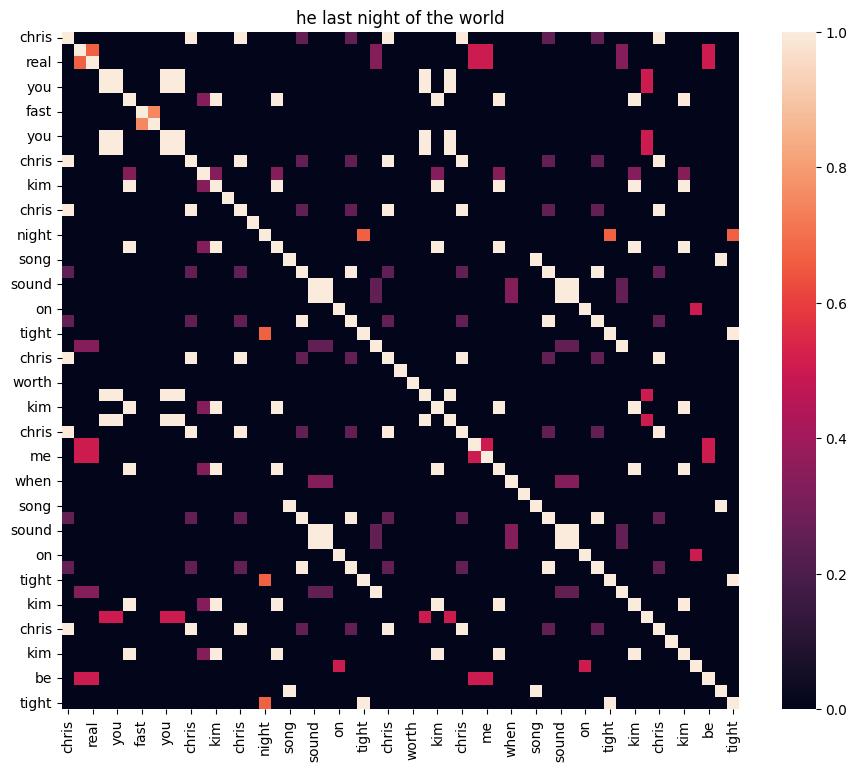 he last night of the world
chris
real
you
fast
you
chris
kim
chris
night
song
sound
on
tight
chris
worth
kim
chris
me
when
song
sound
on
tight
kim
chris
kim
be
tight
chris
real
you
fast
you
chris
kim
chris
night
song
sound
on
tight
chris
worth
kim
chris
me
when
song
sound
on
tight
kim
chris
kim
be
tight
1.0
0.8
0.6
0.4
0.2
0.0